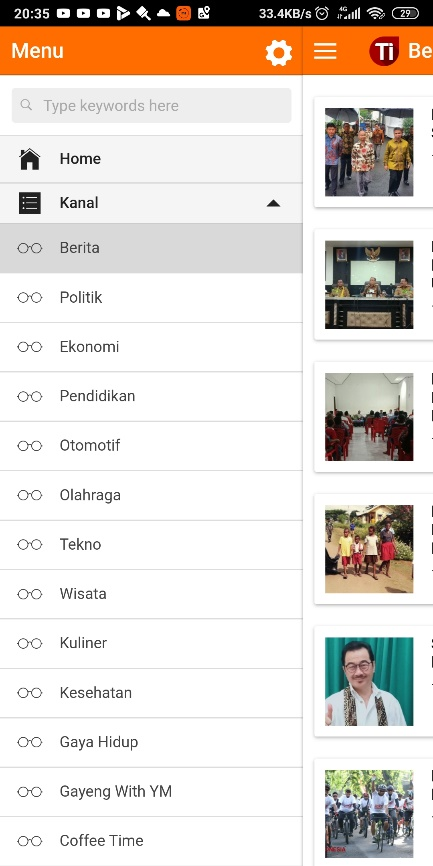 20:35
33.4KB/s
4G
29
Menu
Ti
Be
Type keywords here
Home
Kanal
Berita
Politik
Ekonomi
Pendidikan
Otomotif
Olahraga
Tekno
Wisata
Kuliner
Kesehatan
Gaya Hidup
Gayeng With YM
Coffee Time